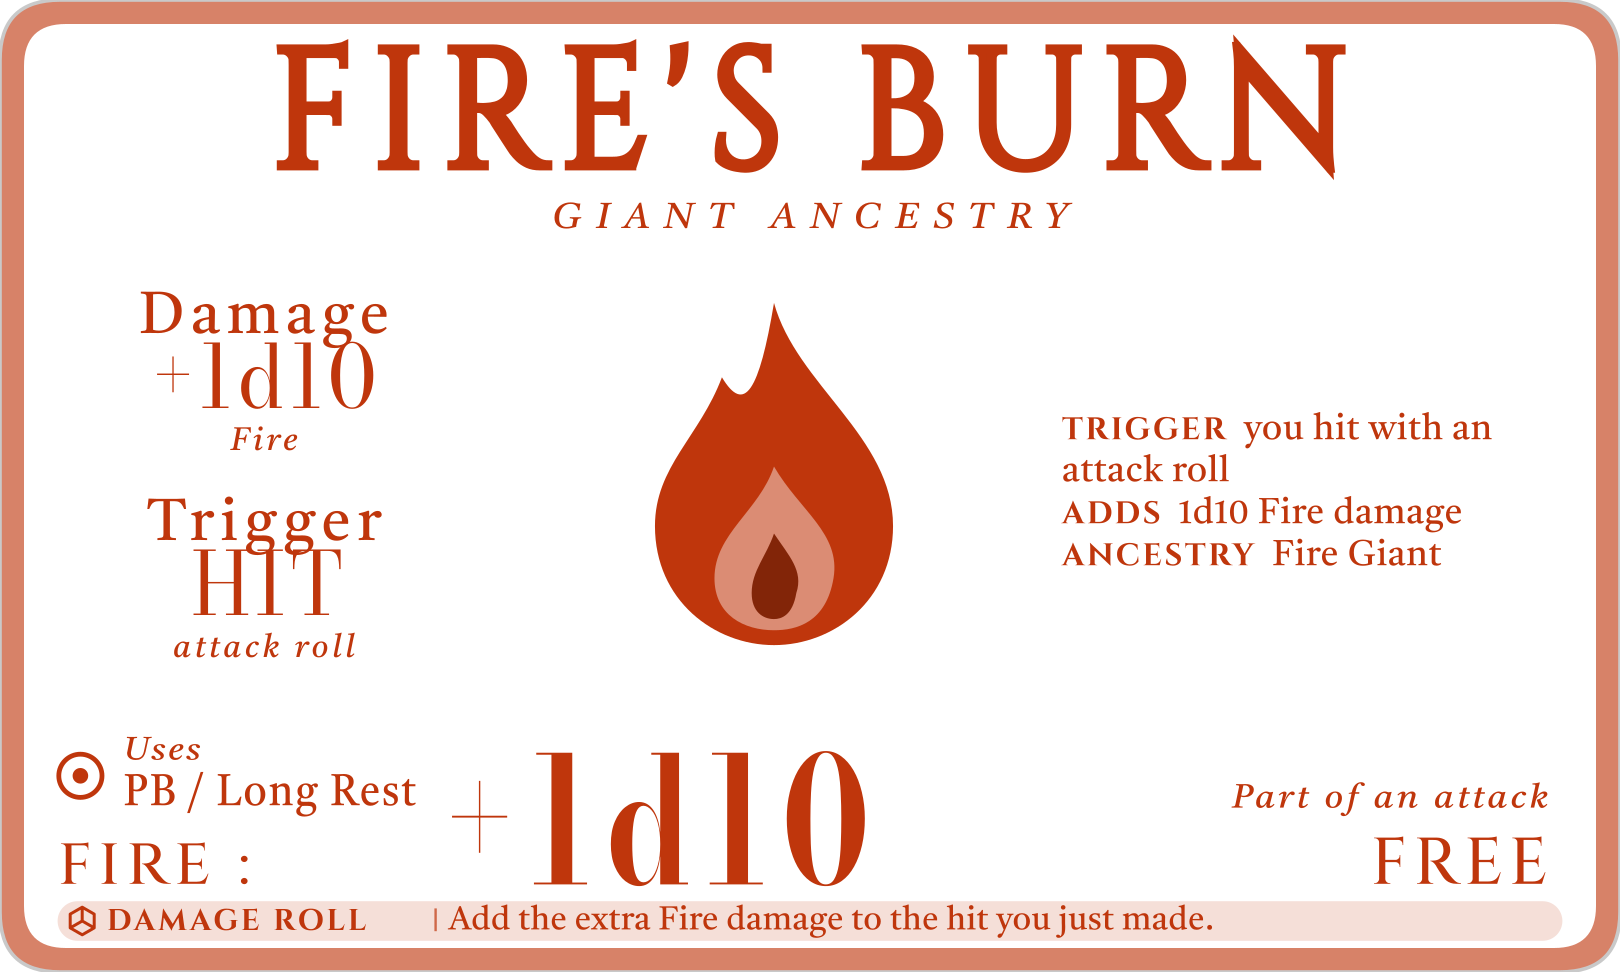 FIRE'S BURN
GIANT ANCESTRY
Damage
+1d10
Fire
Trigger
HIT
attack roll
TRIGGER you hit with an
attack roll
ADDS 1d10 Fire damage
ANCESTRY Fire Giant
Uses
PB / Long Rest
FIRE :
+1d10
Part of an attack
FREE
DAMAGE ROLL | Add the extra Fire damage to the hit you just made.